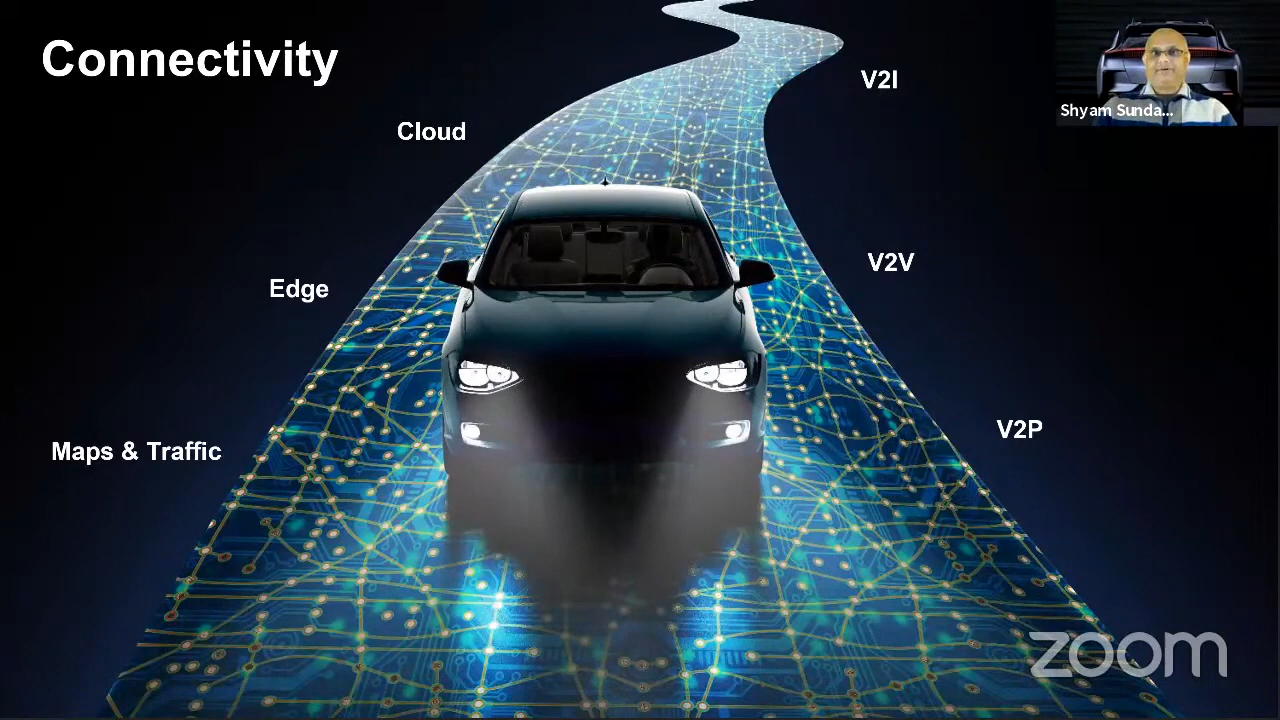 Connectivity
V2I
Shyam Sunda...
Cloud
V2V
Edge
V2P
Maps & Traffic
zoom